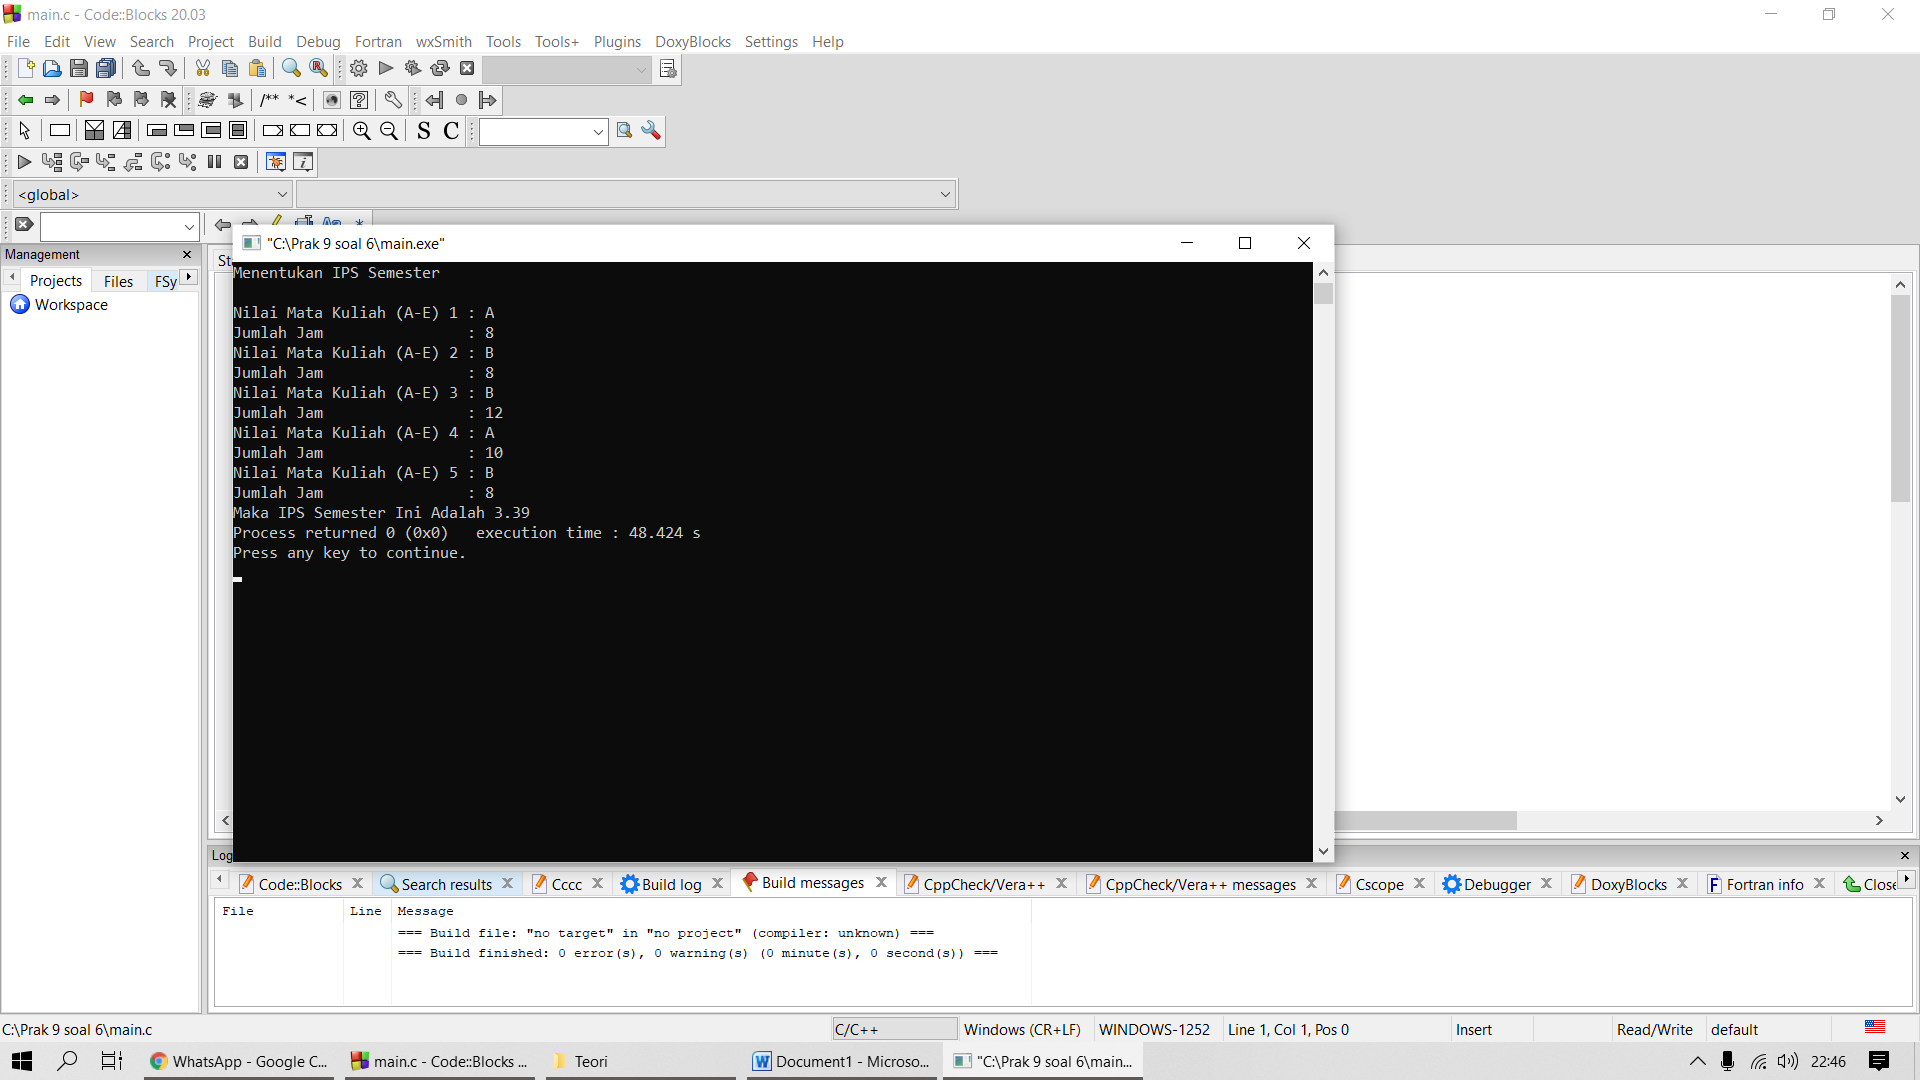 main.c - Code::Blocks 20.03
File Edit View Search Project Build Debug Fortran wxSmith Tools Tools+ Plugins DoxyBlocks Settings Help
/** *<
S C
<global>
Management
Projects Files FSy
Workspace
"C:\Prak 9 soal 6\main.exe"
Menentukan IPS Semester
Nilai Mata Kuliah (A-E) 1 : A
Jumlah Jam : 8
Nilai Mata Kuliah (A-E) 2 : B
Jumlah Jam : 8
Nilai Mata Kuliah (A-E) 3 : B
Jumlah Jam : 12
Nilai Mata Kuliah (A-E) 4 : A
Jumlah Jam : 10
Nilai Mata Kuliah (A-E) 5 : B
Jumlah Jam : 8
Maka IPS Semester Ini Adalah 3.39
Process returned 0 (0x0) execution time : 48.424 s
Press any key to continue.
Log
Code::Blocks Search results Cccc Build log Build messages CppCheck/Vera++ CppCheck/Vera++ messages Cscope Debugger DoxyBlocks Fortran info Close
File Line Message
=== Build file: "no target" in "no project" (compiler: unknown) ===
=== Build finished: 0 error(s), 0 warning(s) (0 minute(s), 0 second(s)) ===
C:\Prak 9 soal 6\main.c C/C++ Windows (CR+LF) WINDOWS-1252 Line 1, Col 1, Pos 0 Insert Read/Write default
WhatsApp - Google C... main.c - Code::Blocks ... Teori Document1 - Microso... "C:\Prak 9 soal 6\main... 22:46